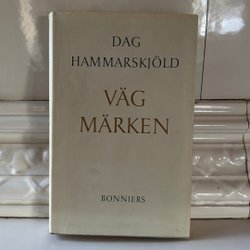 DAG
HAMMARSKJÖLD
VÄG
MÄRKEN
BONNIERS